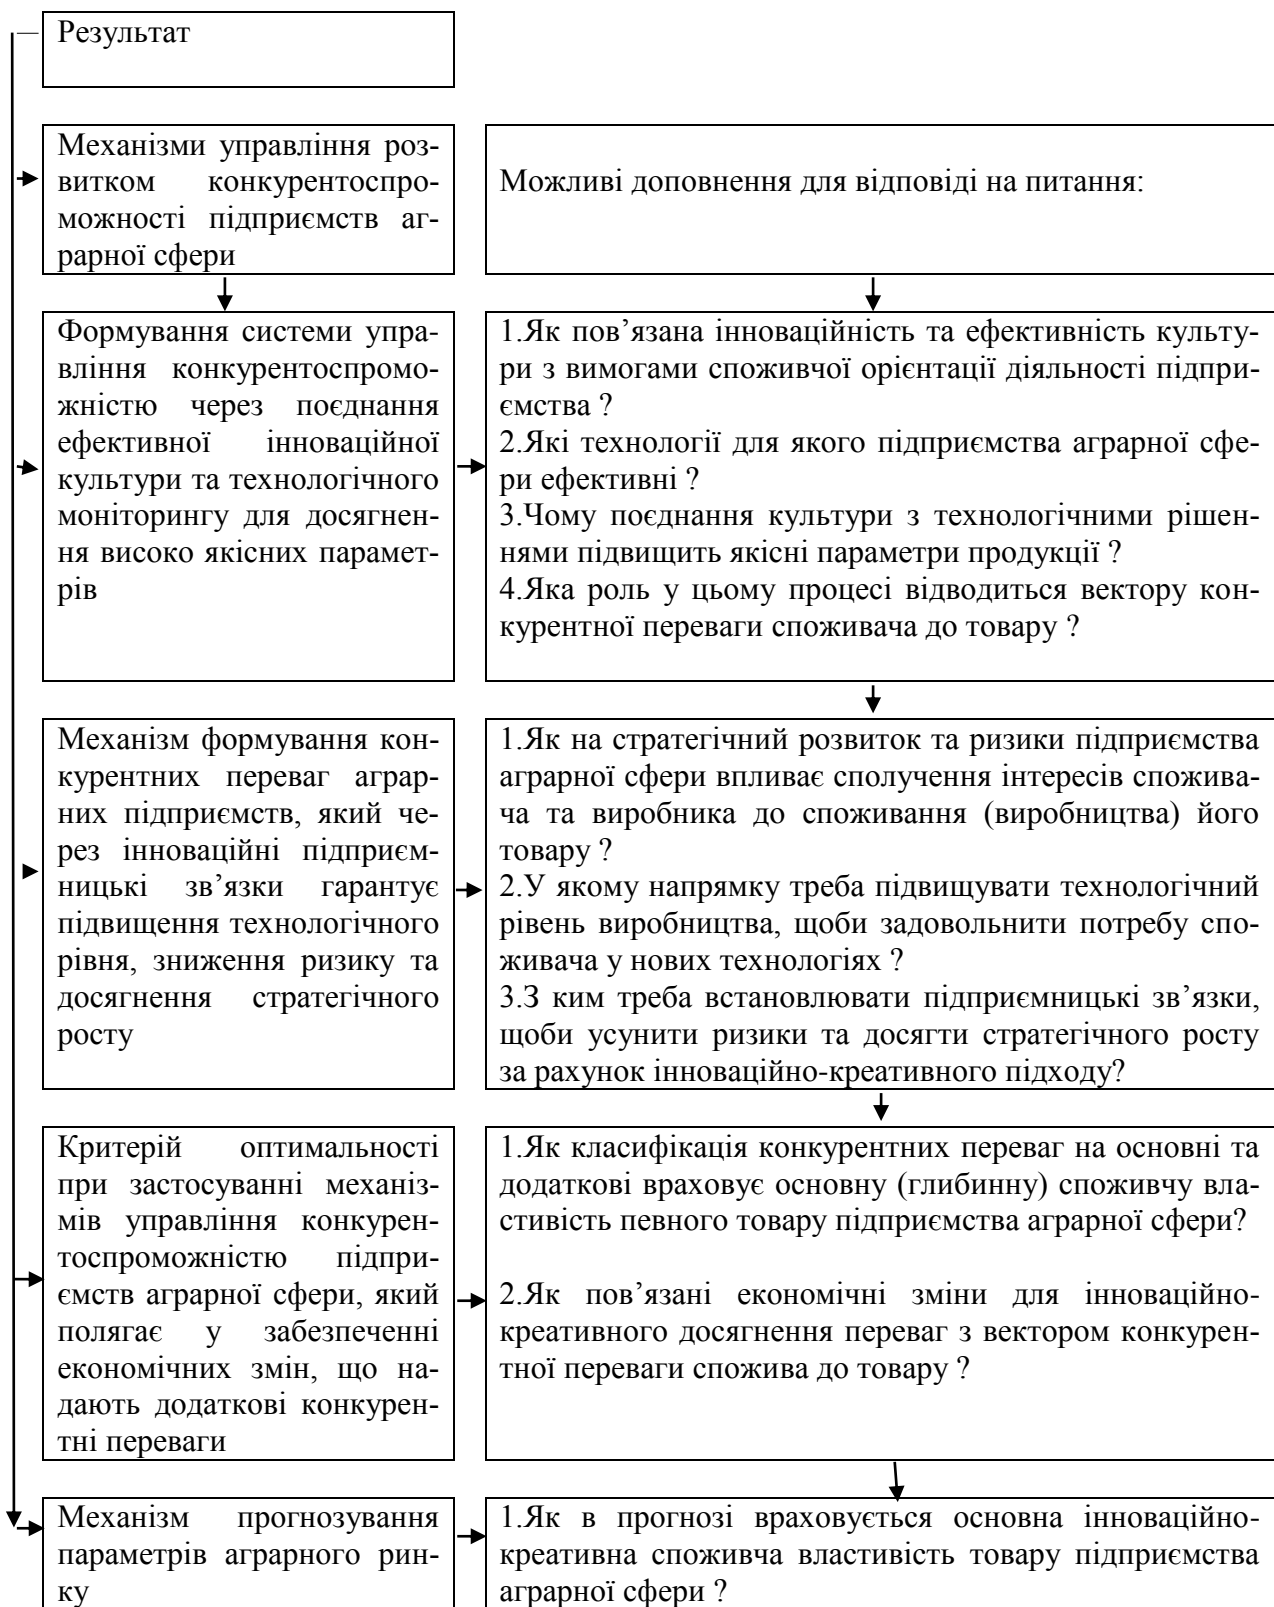 Результат
Механізми управління роз-
витком конкурентоспро-
можності підприємств аг-
рарної сфери
Можливі доповнення для відповіді на питання:
Формування системи упра-
вління конкурентоспромо-
жністю через поєднання
ефективної інноваційної
культури та технологічного
моніторингу для досягнен-
ня високо якісних парамет-
рів
1.Як пов’язана інноваційність та ефективність культу-
ри з вимогами споживчої орієнтації діяльності підпри-
ємства ?
2.Які технології для якого підприємства аграрної сфе-
ри ефективні ?
3.Чому поєднання культури з технологічними рішен-
нями підвищить якісні параметри продукції ?
4.Яка роль у цьому процесі відводиться вектору кон-
курентної переваги споживача до товару ?
Механізм формування кон-
курентних переваг аграр-
них підприємств, який че-
рез інноваційні підприєм-
ницькі зв’язки гарантує
підвищення технологічного
рівня, зниження ризику та
досягнення стратегічного
росту
1.Як на стратегічний розвиток та ризики підприємства
аграрної сфери впливає сполучення інтересів спожива-
ча та виробника до споживання (виробництва) його
товару ?
2.У якому напрямку треба підвищувати технологічний
рівень виробництва, щоби задовольнити потребу спо-
живача у нових технологіях ?
3.З ким треба встановлювати підприємницькі зв’язки,
щоби усунити ризики та досягти стратегічного росту
за рахунок інноваційно-креативного підходу?
Критерій оптимальності
при застосуванні механіз-
мів управління конкурен-
тоспроможністю підпри-
ємств аграрної сфери, який
полягає у забезпеченні
економічних змін, що на-
дають додаткові конкурен-
тні переваги
1.Як класифікація конкурентних переваг на основні та
додаткові враховує основну (глибинну) споживчу вла-
стивість певного товару підприємства аграрної сфери?
2.Як пов’язані економічні зміни для інноваційно-
креативного досягнення переваг з вектором конкурен-
тної переваги спожива до товару ?
Механізм прогнозування
параметрів аграрного рин-
ку
1.Як в прогнозі враховується основна інноваційно-
креативна споживча властивість товару підприємства
аграрної сфери ?